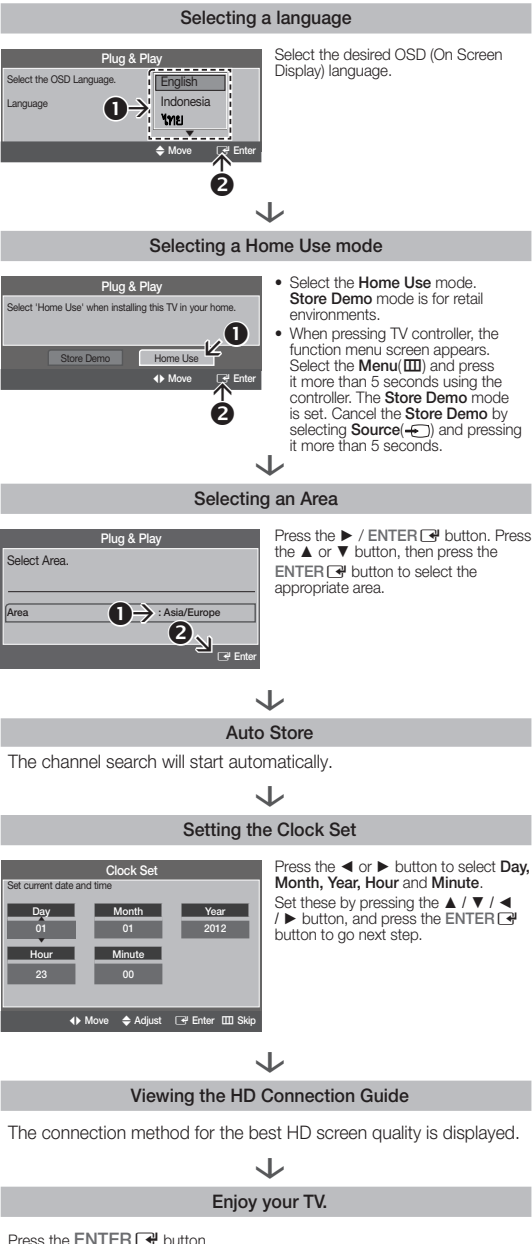 Selecting a language
Plug & Play
Select the OSD Language.
Language
English
Indonesia
ไทย
1
Move
Enter
2
Select the desired OSD (On Screen
Display) language.
Selecting a Home Use mode
Plug & Play
Select 'Home Use' when installing this TV in your home.
1
Store Demo
Home Use
Move
Enter
2
• Select the Home Use mode.
Store Demo mode is for retail
environments.
• When pressing TV controller, the
function menu screen appears.
Select the Menu() and press
it more than 5 seconds using the
controller. The Store Demo mode
is set. Cancel the Store Demo by
selecting Source() and pressing
it more than 5 seconds.
Selecting an Area
Plug & Play
Select Area.
Area
1
: Asia/Europe
2
Enter
Press the ► / ENTER button. Press
the ▲ or ▼ button, then press the
ENTER button to select the
appropriate area.
Auto Store
The channel search will start automatically.
Setting the Clock Set
Clock Set
Set current date and time
Day Month Year
01 01 2012
Hour Minute
23 00
Move Adjust Enter Skip
Press the ◄ or ► button to select Day,
Month, Year, Hour and Minute.
Set these by pressing the ▲ / ▼ / ◄
/ ► button, and press the ENTER
button to go next step.
Viewing the HD Connection Guide
The connection method for the best HD screen quality is displayed.
Enjoy your TV.
Press the ENTER button.